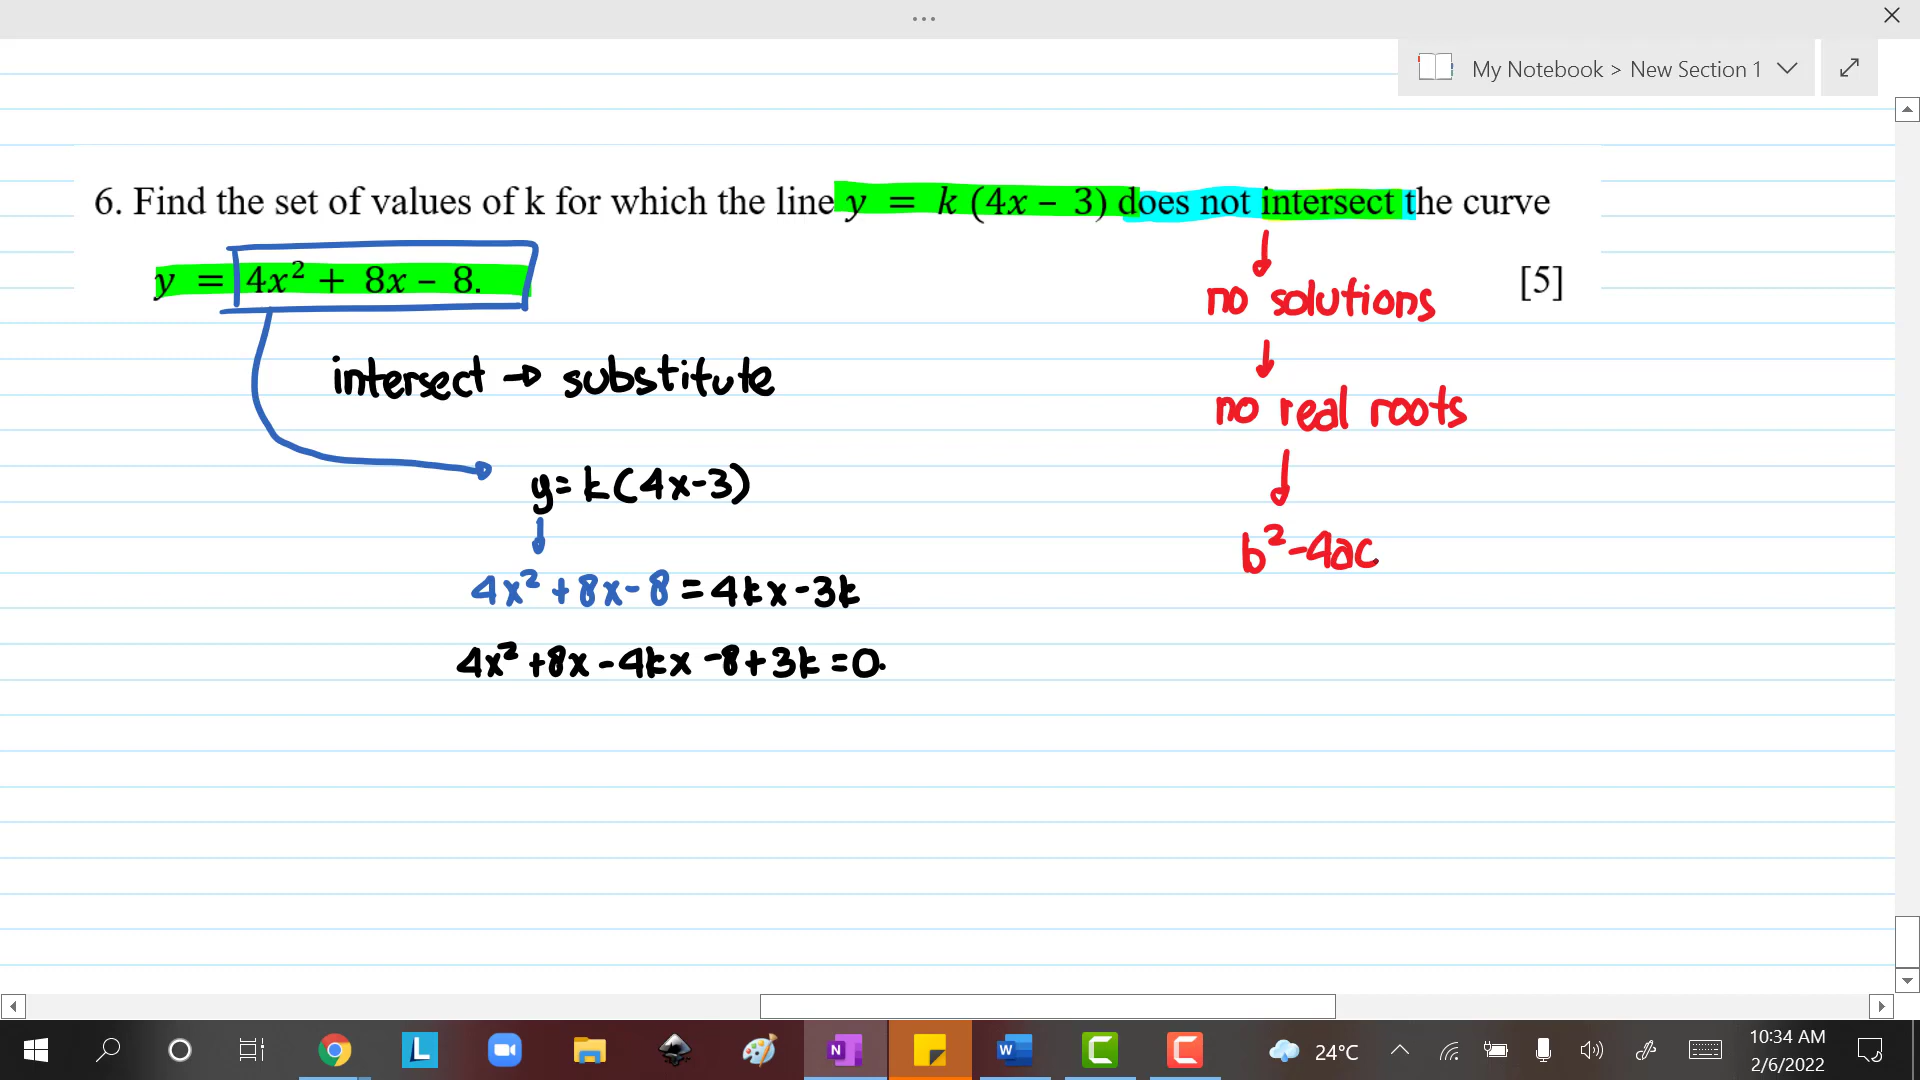 My Notebook > New Section 1
6. Find the set of values of k for which the line y = k (4x – 3) does not intersect the curve
y = 4x² + 8x – 8.
[5]
no solutions
intersect → substitute
no real roots
y = k(4x-3)
b²-4ac
4x² + 8x - 8 = 4kx - 3k
4x² + 8x - 4kx - 8 + 3k = 0
24°C
10:34 AM
2/6/2022